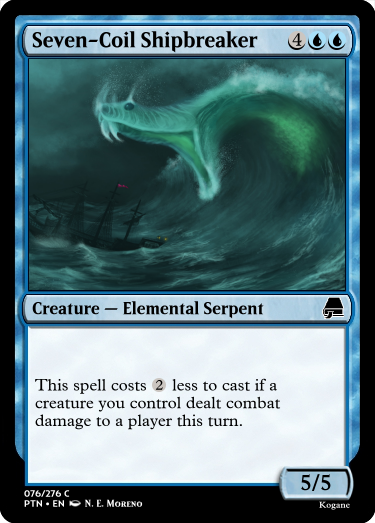 Seven-Coil Shipbreaker 4
Creature — Elemental Serpent
This spell costs 2 less to cast if a
creature you control dealt combat
damage to a player this turn.
5/5
076/276 C
PTN • EN N. E. Moreno
Kogane